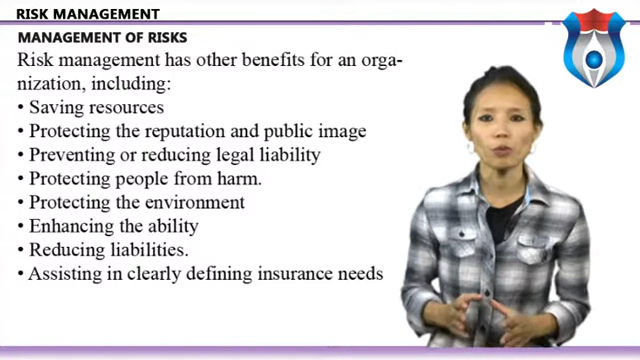 RISK MANAGEMENT
MANAGEMENT OF RISKS
Risk management has other benefits for an orga-
nization, including:
• Saving resources
• Protecting the reputation and public image
• Preventing or reducing legal liability
• Protecting people from harm.
• Protecting the environment
• Enhancing the ability
• Reducing liabilities.
• Assisting in clearly defining insurance needs